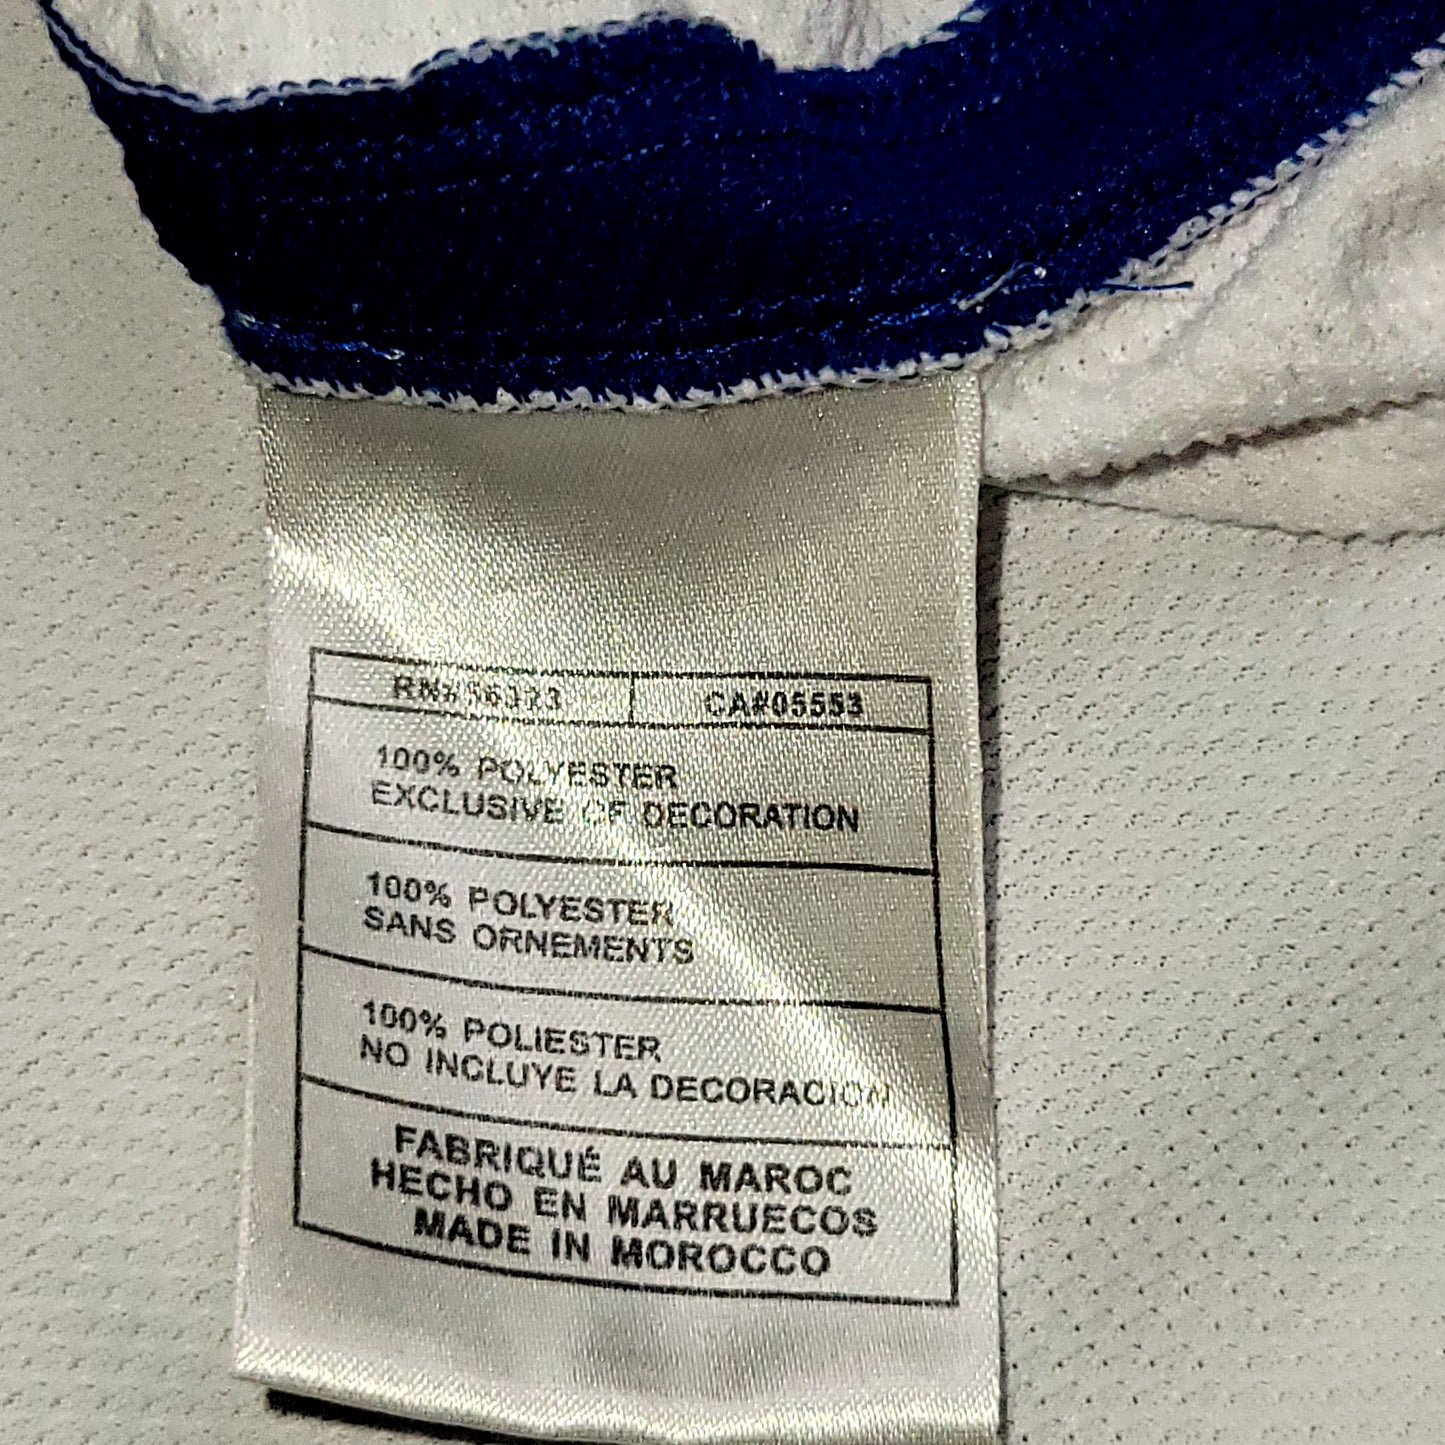 RN#56323 CA#05553
100% POLYESTER
EXCLUSIVE OF DECORATION
100% POLYESTER
SANS ORNEMENTS
100% POLIESTER
NO INCLUYE LA DECORACION
FABRIQUÉ AU MAROC
HECHO EN MARRUECOS
MADE IN MOROCCO